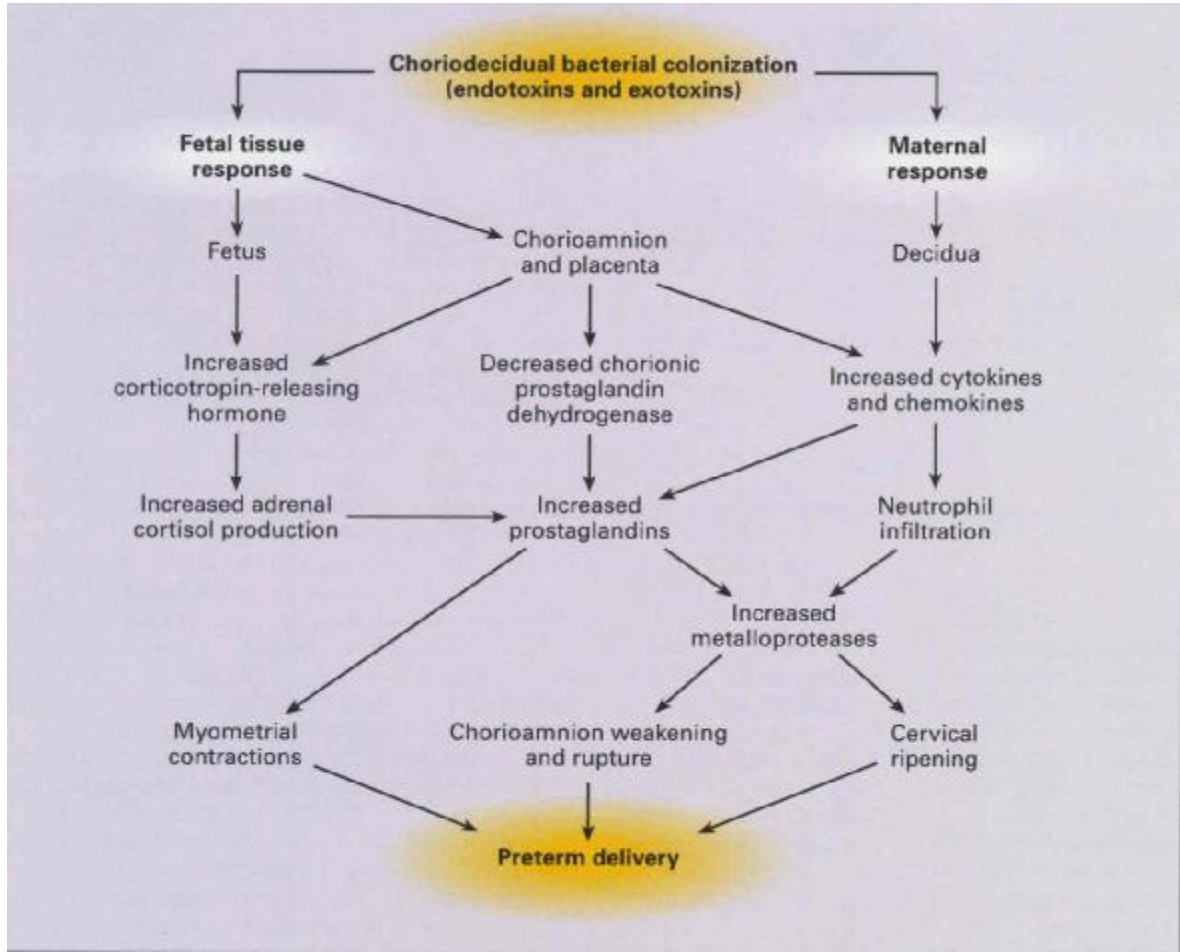 Choriodecidual bacterial colonization
(endotoxins and exotoxins)
Fetal tissue
response
Maternal
response
Fetus
Chorioamnion
and placenta
Decidua
Increased
corticotropin-releasing
hormone
Decreased chorionic
prostaglandin
dehydrogenase
Increased cytokines
and chemokines
Increased adrenal
cortisol production
Increased
prostaglandins
Neutrophil
infiltration
Increased
metalloproteases
Myometrial
contractions
Chorioamnion weakening
and rupture
Cervical
ripening
Preterm delivery